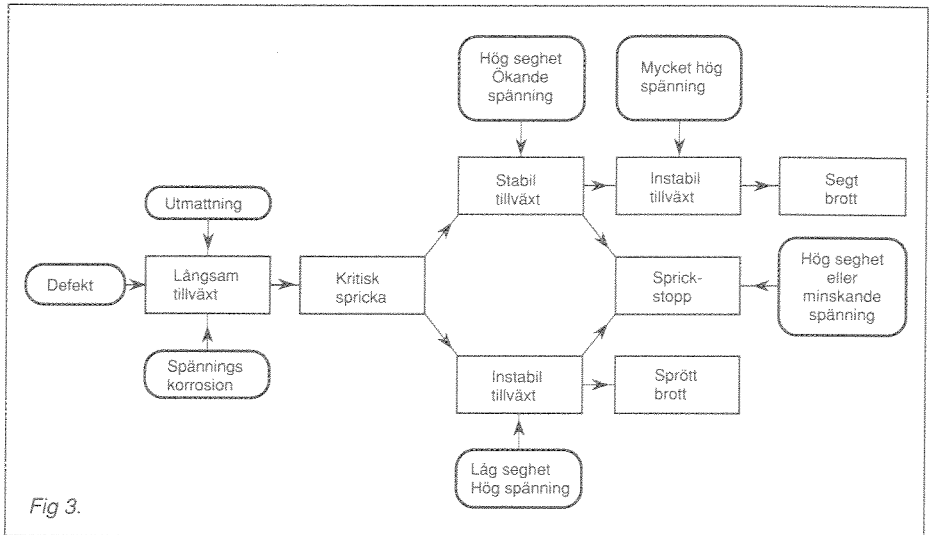 Hög seghet
Ökande
spänning
Mycket hög
spänning
Stabil
tillväxt
Instabil
tillväxt
Segt
brott
Utmattning
Defekt
Långsam
tillväxt
Kritisk
spricka
Sprick-
stopp
Hög seghet
eller
minskande
spänning
Spännings
korrosion
Instabil
tillväxt
Sprött
brott
Låg seghet
Hög spänning
Fig 3.